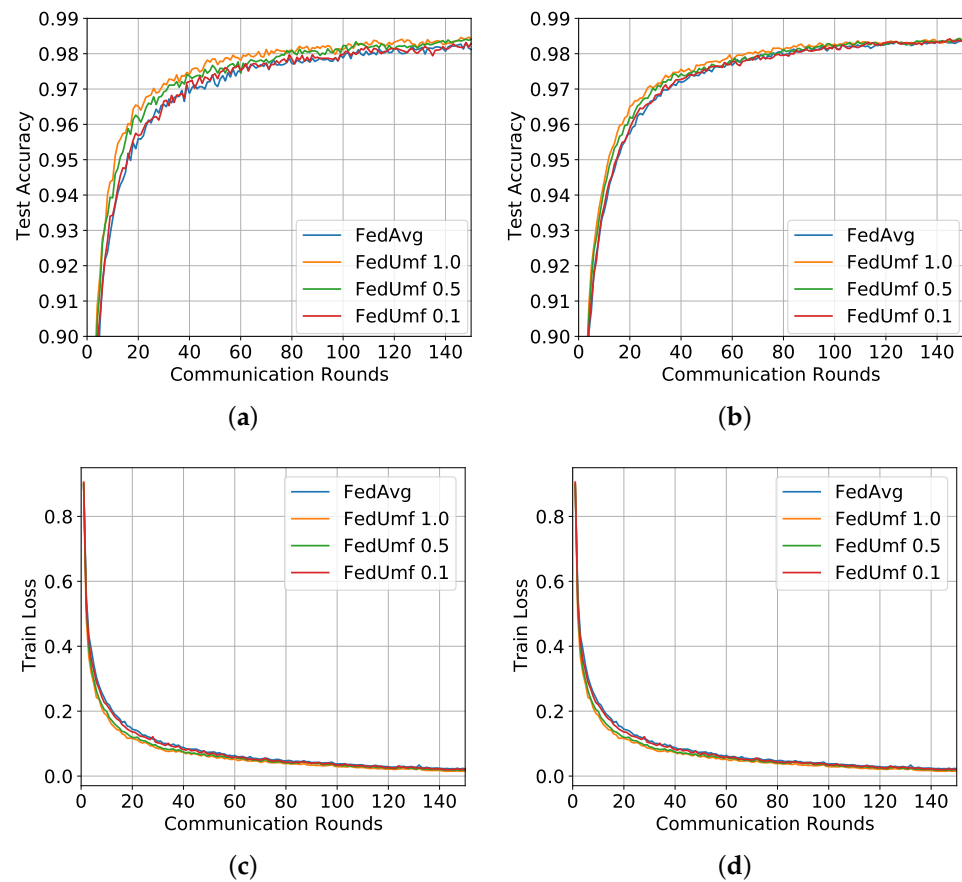 0.99
0.98
0.97
0.96
0.95
0.94
0.93
0.92
0.91
0.90
Test Accuracy
0 20 40 60 80 100 120 140
Communication Rounds
FedAvg
FedUmf 1.0
FedUmf 0.5
FedUmf 0.1
(a)
0.99
0.98
0.97
0.96
0.95
0.94
0.93
0.92
0.91
0.90
Test Accuracy
0 20 40 60 80 100 120 140
Communication Rounds
FedAvg
FedUmf 1.0
FedUmf 0.5
FedUmf 0.1
(b)
0.8
0.6
0.4
0.2
0.0
Train Loss
0 20 40 60 80 100 120 140
Communication Rounds
FedAvg
FedUmf 1.0
FedUmf 0.5
FedUmf 0.1
(c)
0.8
0.6
0.4
0.2
0.0
Train Loss
0 20 40 60 80 100 120 140
Communication Rounds
FedAvg
FedUmf 1.0
FedUmf 0.5
FedUmf 0.1
(d)